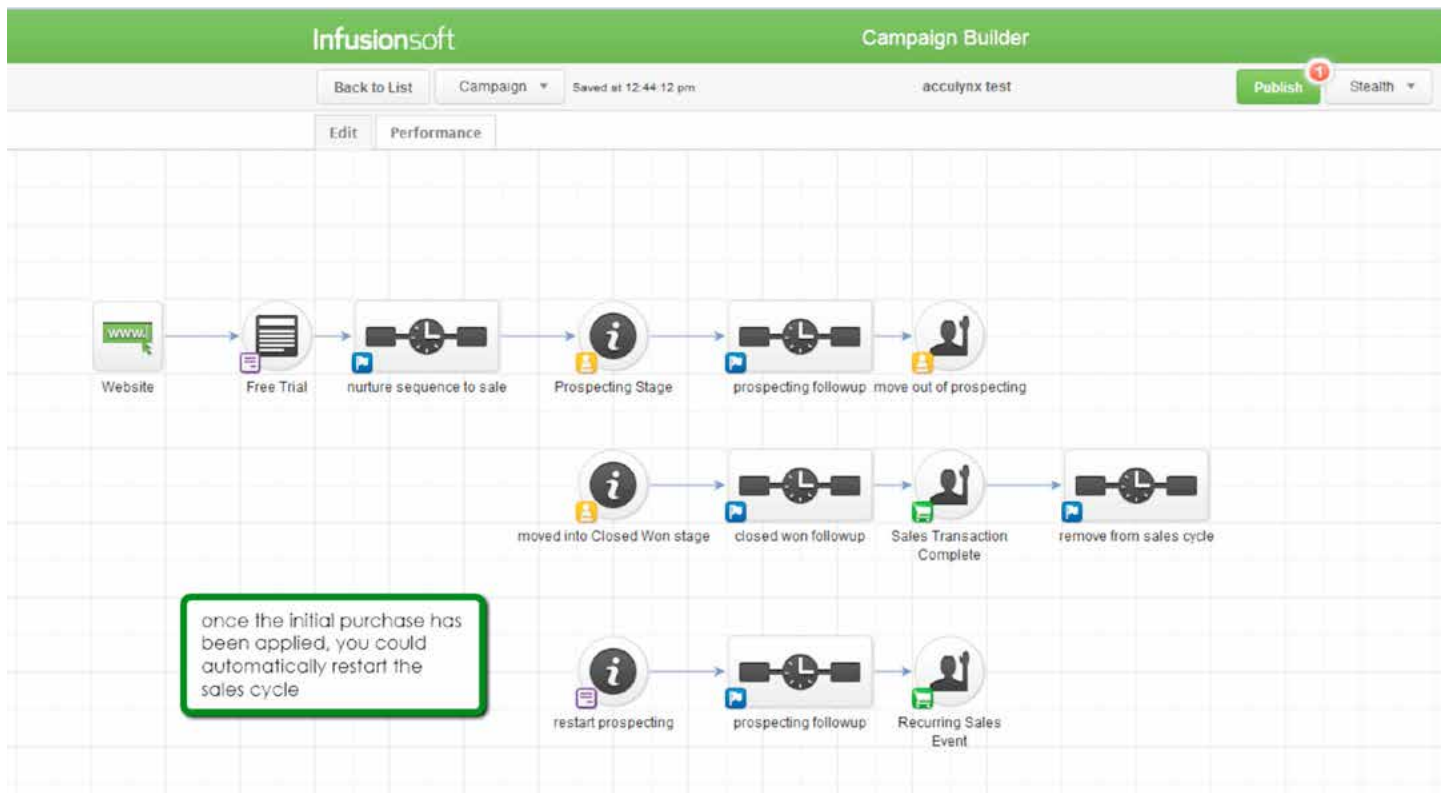 Infusionsoft
Campaign Builder
Back to List
Campaign
Saved at 12:44:12 pm
acculynx test
Publish
1
Stealth
Edit
Performance
www.
Website
Free Trial
nurture sequence to sale
Prospecting Stage
prospecting followup
move out of prospecting
moved into Closed Won stage
closed won followup
Sales Transaction
Complete
remove from sales cycle
once the initial purchase has
been applied, you could
automatically restart the
sales cycle
restart prospecting
prospecting followup
Recurring Sales
Event